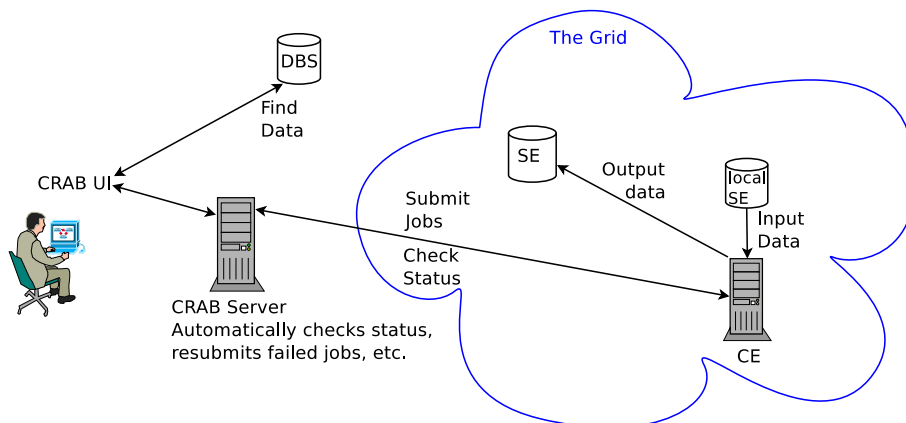 The Grid
DBS
Find
Data
SE
Output
data
local
SE
Input
Data
CRAB UI
Submit
Jobs
Check
Status
CRAB Server
Automatically checks status,
resubmits failed jobs, etc.
CE